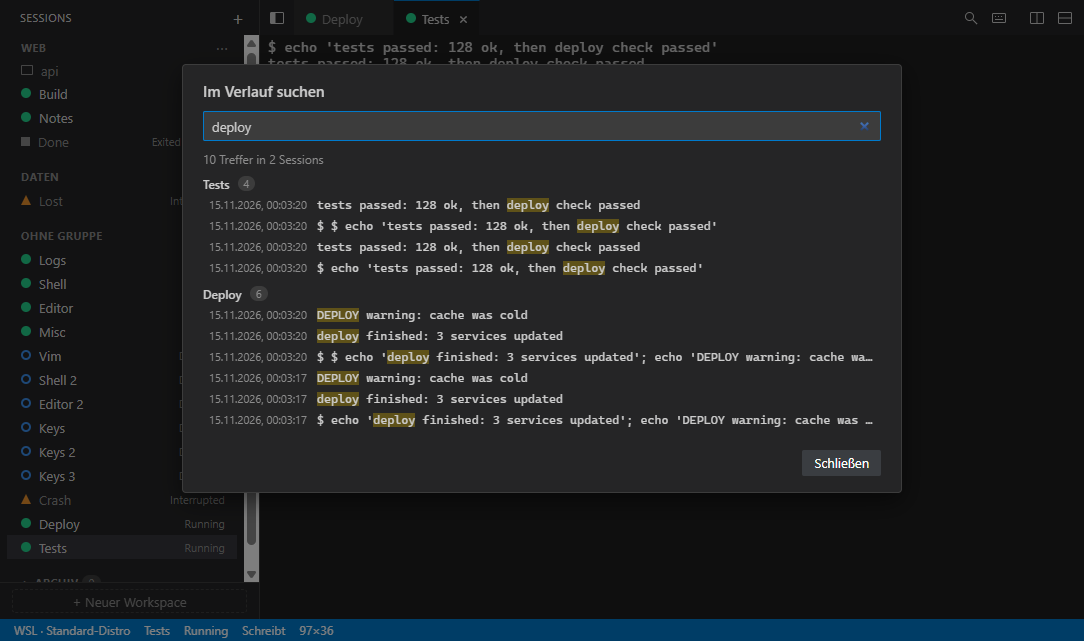 SESSIONS
+
Deploy
Tests ×
WEB ...
$ echo 'tests passed: 128 ok, then deploy check passed'
tests passed: 128 ok, then deploy check passed
api
Build
Notes
Done Exited
DATEN
Lost
OHNE GRUPPE
Logs
Shell
Editor
Misc
Vim
Shell 2
Editor 2
Keys
Keys 2
Keys 3
Crash Interrupted
Deploy Running
Tests Running
ARCHIV
+ Neuer Workspace
Im Verlauf suchen
deploy
10 Treffer in 2 Sessions
Tests 4
15.11.2026, 00:03:20 tests passed: 128 ok, then deploy check passed
15.11.2026, 00:03:20 $ $ echo 'tests passed: 128 ok, then deploy check passed'
15.11.2026, 00:03:20 tests passed: 128 ok, then deploy check passed
15.11.2026, 00:03:20 $ echo 'tests passed: 128 ok, then deploy check passed'
Deploy 6
15.11.2026, 00:03:20 DEPLOY warning: cache was cold
15.11.2026, 00:03:20 deploy finished: 3 services updated
15.11.2026, 00:03:20 $ $ echo 'deploy finished: 3 services updated'; echo 'DEPLOY warning: cache wa…
15.11.2026, 00:03:17 DEPLOY warning: cache was cold
15.11.2026, 00:03:17 deploy finished: 3 services updated
15.11.2026, 00:03:17 $ echo 'deploy finished: 3 services updated'; echo 'DEPLOY warning: cache was …
Schließen
WSL · Standard-Distro Tests Running Schreibt 97×36